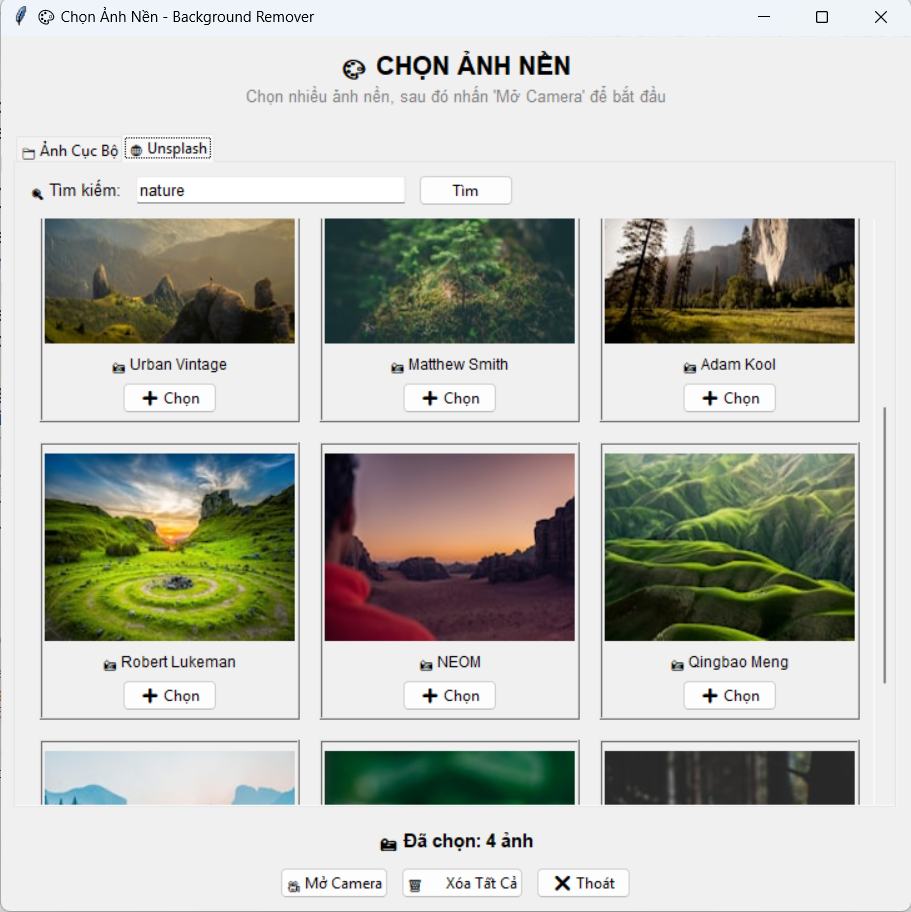 Chọn Ảnh Nền - Background Remover
CHỌN ẢNH NỀN
Chọn nhiều ảnh nền, sau đó nhấn 'Mở Camera' để bắt đầu
Ảnh Cục Bộ Unsplash
Tìm kiếm: nature Tìm
Urban Vintage Matthew Smith Adam Kool
Chọn Chọn Chọn
Robert Lukeman NEOM Qingbao Meng
Chọn Chọn Chọn
Đã chọn: 4 ảnh
Mở Camera Xóa Tất Cả Thoát